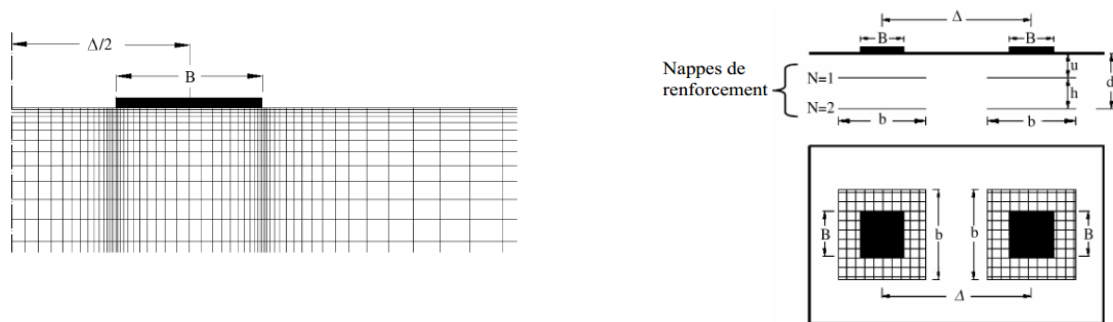 Δ/2
B
Δ
B B
Nappes de
renforcement
N=1
N=2
u
h
d
b b
B b b B
Δ